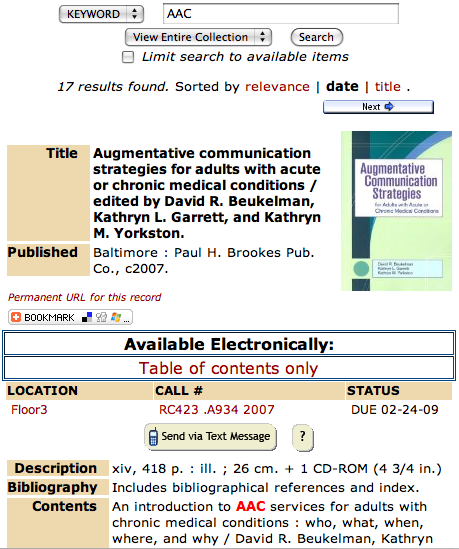 KEYWORD AAC
View Entire Collection Search
Limit search to available items
17 results found. Sorted by relevance | date | title .
Next
Title Augmentative communication
strategies for adults with acute
or chronic medical conditions /
edited by David R. Beukelman,
Kathryn L. Garrett, and Kathryn
M. Yorkston.
Augmentative
Communication
Strategies
for Adults with Acute or
Chronic Medical Conditions
David R. Beukelman
Kathryn L. Garrett
Kathryn M. Yorkston
Published Baltimore : Paul H. Brookes Pub.
Co., c2007.
Permanent URL for this record
BOOKMARK ...
Available Electronically:
Table of contents only
LOCATION CALL # STATUS
Floor3 RC423 .A934 2007 DUE 02-24-09
Send via Text Message ?
Description xiv, 418 p. : ill. ; 26 cm. + 1 CD-ROM (4 3/4 in.)
Bibliography Includes bibliographical references and index.
Contents An introduction to AAC services for adults with
chronic medical conditions : who, what, when,
where, and why / David R. Beukelman, Kathryn